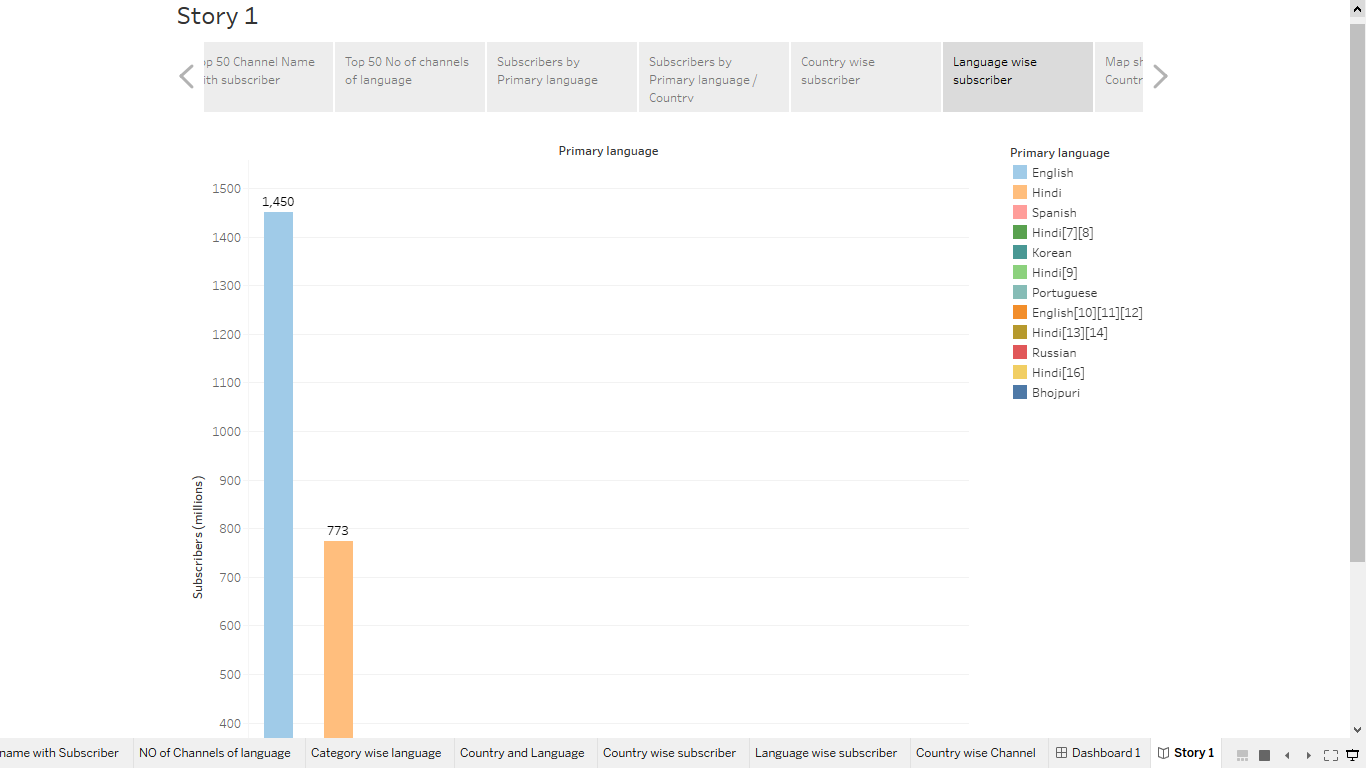 Story 1
op 50 Channel Name
ith subscriber
Top 50 No of channels
of language
Subscribers by
Primary language
Subscribers by
Primary language /
Country
Country wise
subscriber
Language wise
subscriber
Map sh
Countr
Primary language
1500
1400
1300
1200
1100
1000
900
800
700
600
500
400
Subscribers (millions)
1,450
773
Primary language
English
Hindi
Spanish
Hindi[7][8]
Korean
Hindi[9]
Portuguese
English[10][11][12]
Hindi[13][14]
Russian
Hindi[16]
Bhojpuri
name with Subscriber
NO of Channels of language
Category wise language
Country and Language
Country wise subscriber
Language wise subscriber
Country wise Channel
Dashboard 1
Story 1